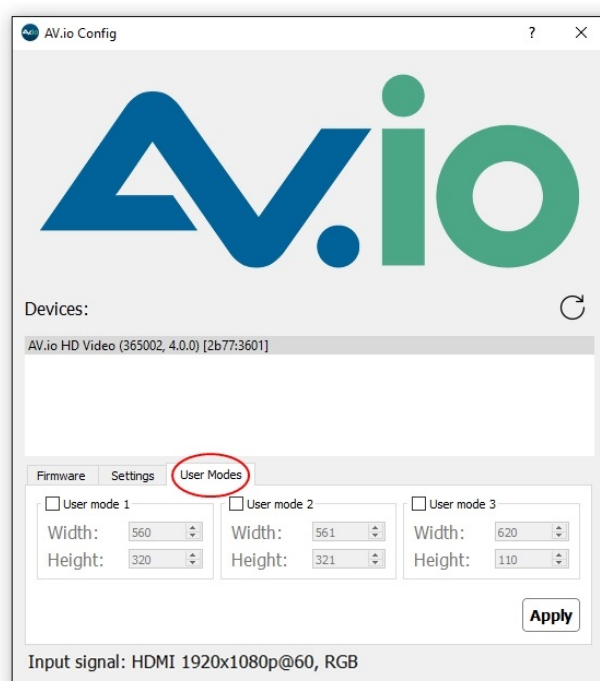 AV.io Config
?
AV.io
Devices:
AV.io HD Video (365002, 4.0.0) [2b77:3601]
Firmware Settings User Modes
User mode 1 User mode 2 User mode 3
Width: 560 Width: 561 Width: 620
Height: 320 Height: 321 Height: 110
Apply
Input signal: HDMI 1920x1080p@60, RGB